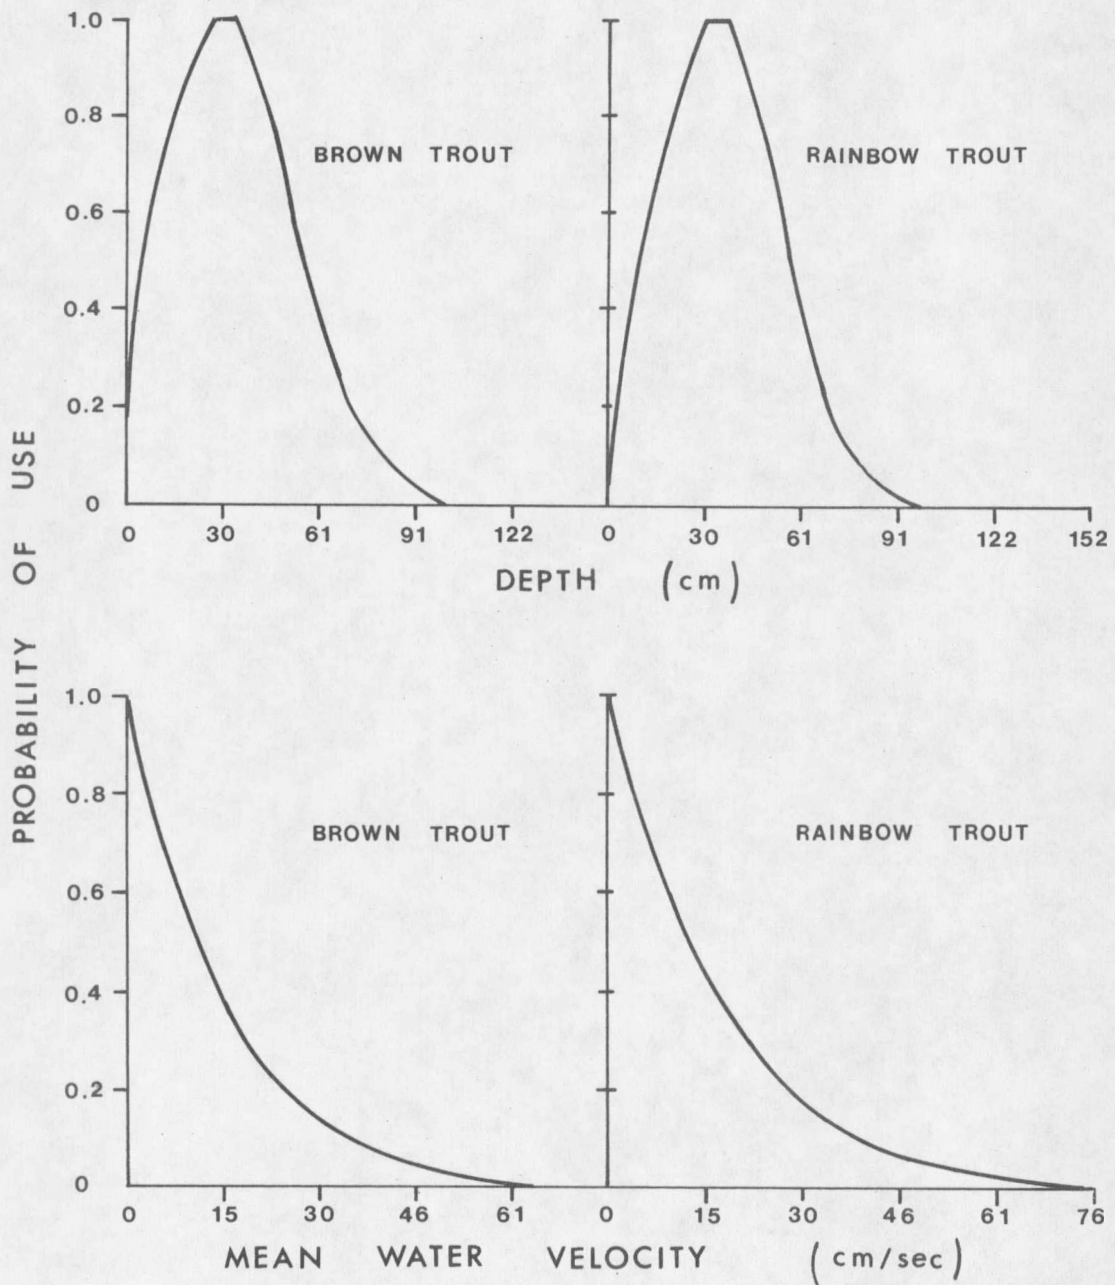 PROBABILITY OF USE
1.0
0.8
0.6
0.4
0.2
0
BROWN TROUT
0 30 61 91 122
RAINBOW TROUT
0 30 61 91 122 152
DEPTH (cm)
1.0
0.8
0.6
0.4
0.2
0
BROWN TROUT
0 15 30 46 61
RAINBOW TROUT
0 15 30 46 61 76
MEAN WATER VELOCITY (cm/sec)